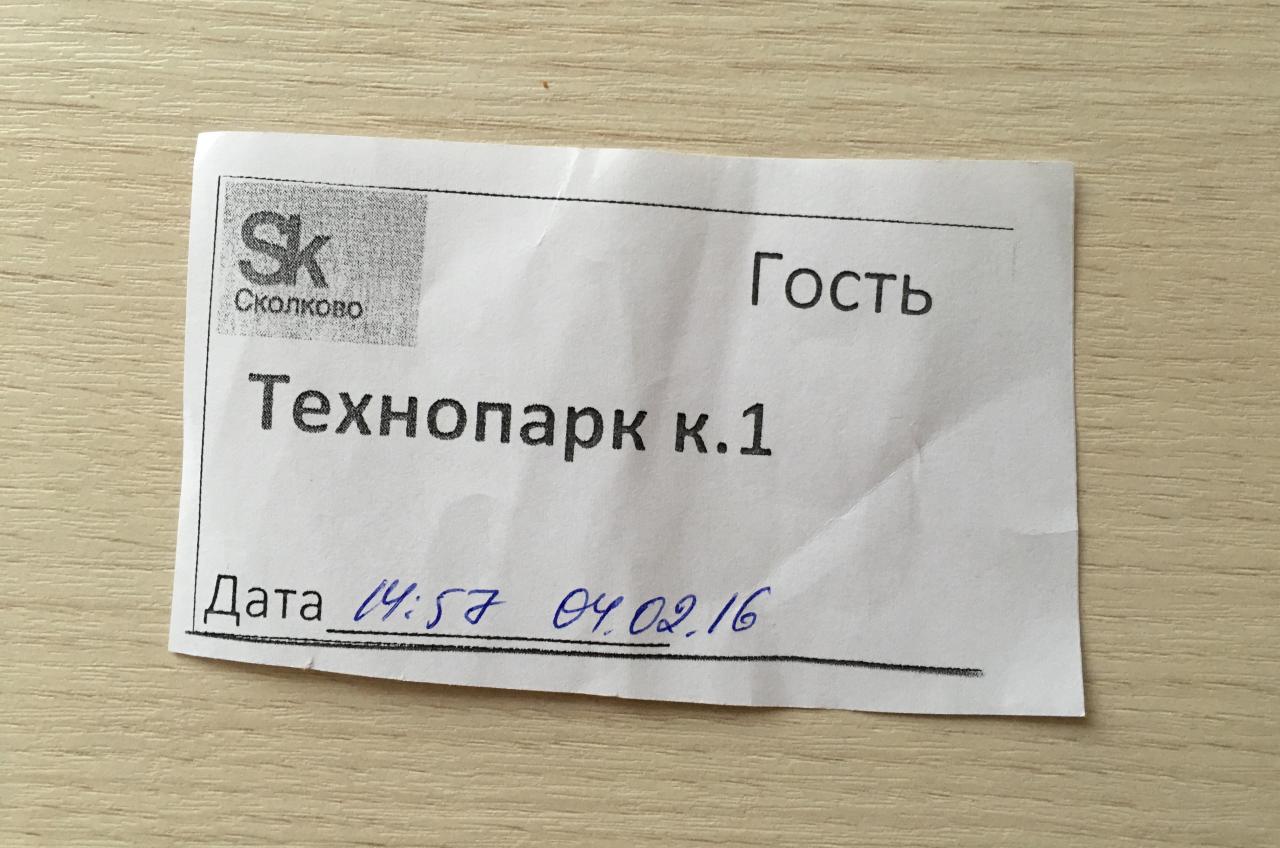 Sk
Сколково
Гость
Технопарк к.1
Дата 14:57 04.02.16